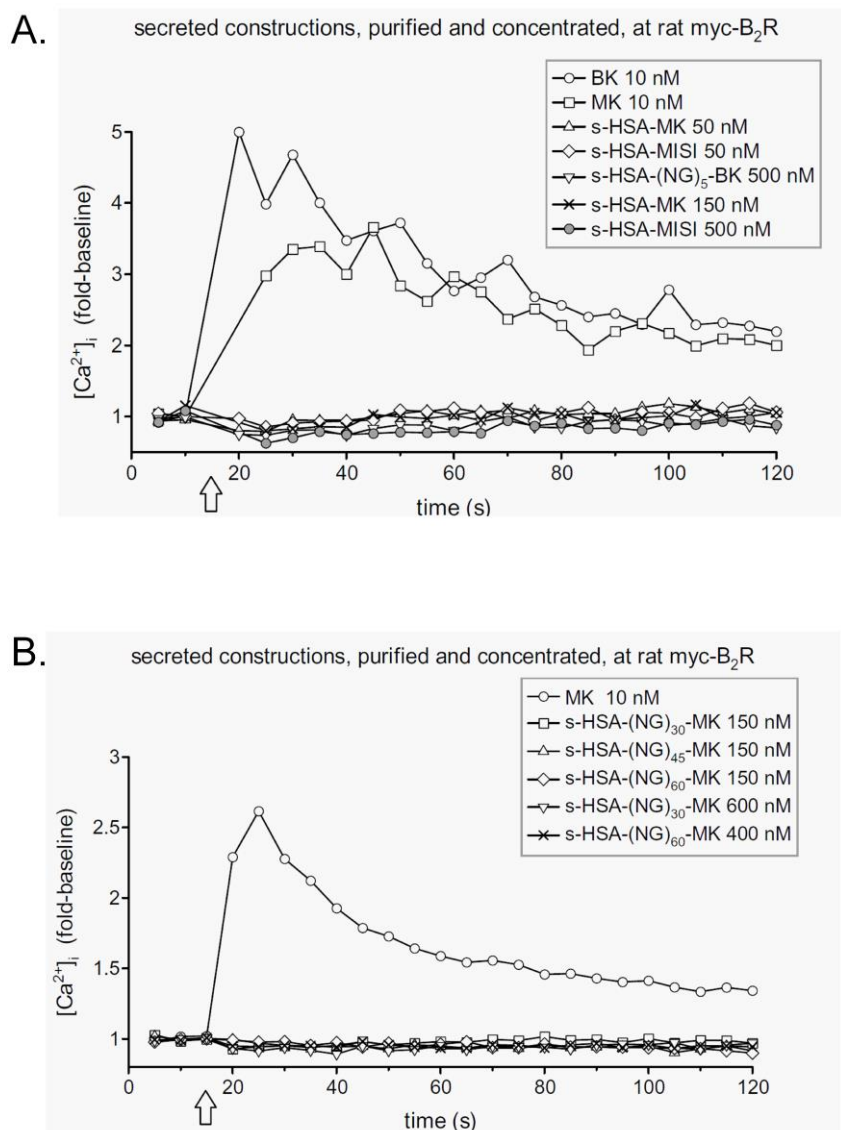 A.
secreted constructions, purified and concentrated, at rat myc-B₂R
BK 10 nM
MK 10 nM
s-HSA-MK 50 nM
s-HSA-MISI 50 nM
s-HSA-(NG)₅-BK 500 nM
s-HSA-MK 150 nM
s-HSA-MISI 500 nM
[Ca²⁺]ᵢ (fold-baseline)
5
4
3
2
1
0 20 40 60 80 100 120
time (s)
B.
secreted constructions, purified and concentrated, at rat myc-B₂R
MK 10 nM
s-HSA-(NG)₃₀-MK 150 nM
s-HSA-(NG)₄₅-MK 150 nM
s-HSA-(NG)₆₀-MK 150 nM
s-HSA-(NG)₃₀-MK 600 nM
s-HSA-(NG)₆₀-MK 400 nM
[Ca²⁺]ᵢ (fold-baseline)
3
2.5
2
1.5
1
0 20 40 60 80 100 120
time (s)